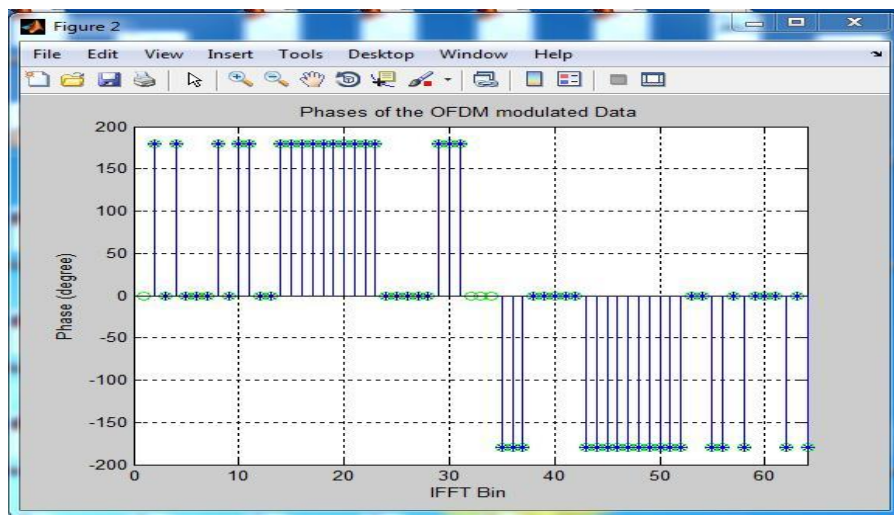 Figure 2
File Edit View Insert Tools Desktop Window Help
Phases of the OFDM modulated Data
200
150
100
50
0
-50
-100
-150
-200
Phase (degree)
0 10 20 30 40 50 60
IFFT Bin